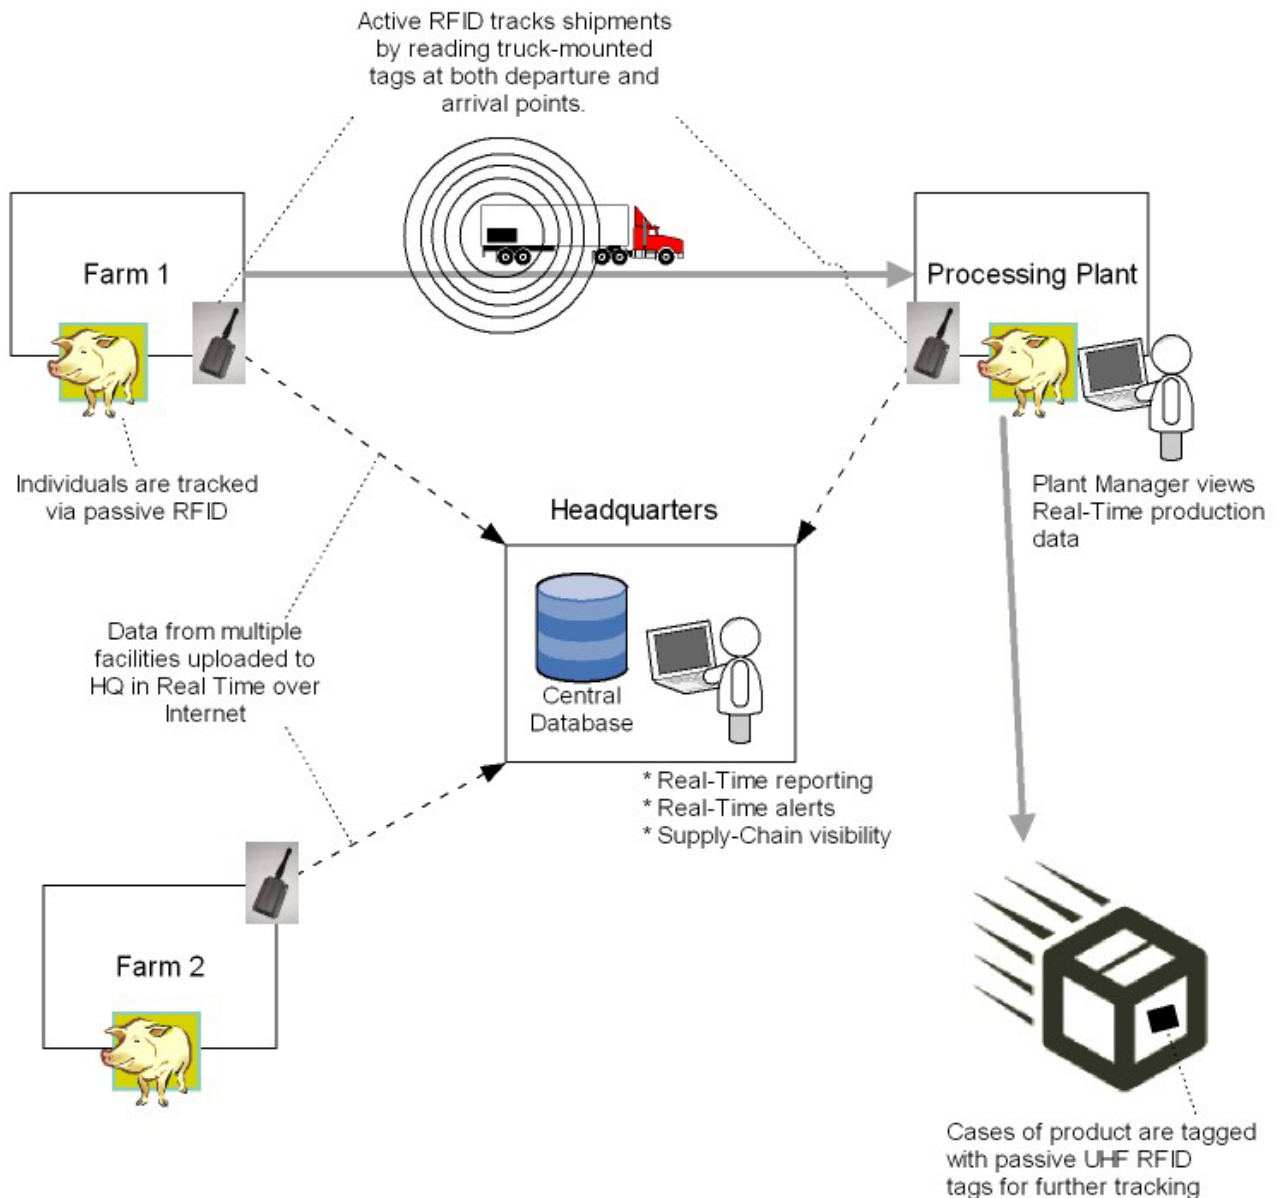 Active RFID tracks shipments
by reading truck-mounted
tags at both departure and
arrival points.
Farm 1
Processing Plant
Individuals are tracked
via passive RFID
Plant Manager views
Real-Time production
data
Headquarters
Data from multiple
facilities uploaded to
HQ in Real Time over
Internet
Central
Database
* Real-Time reporting
* Real-Time alerts
* Supply-Chain visibility
Farm 2
Cases of product are tagged
with passive UHF RFID
tags for further tracking